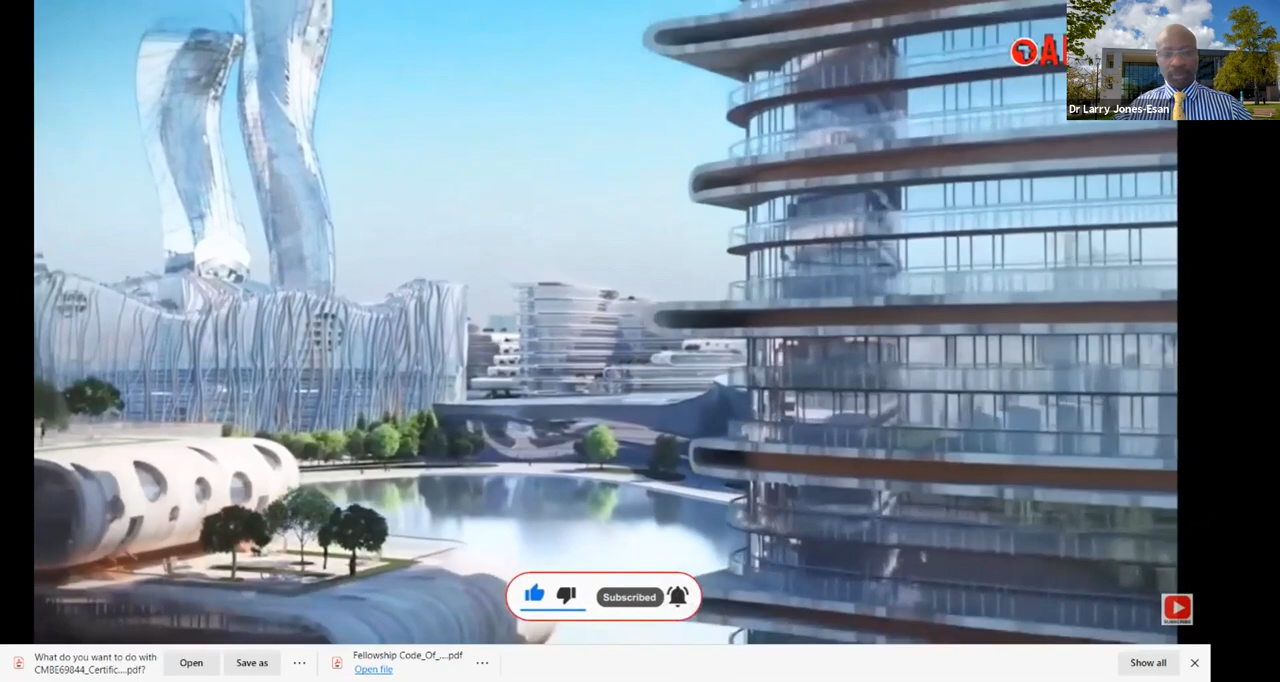 Dr Larry Jones-Esan
Subscribed
SUBSCRIBE
What do you want to do with
CMBE69844_Certific....pdf?
Open
Save as
Fellowship Code_Of_....pdf
Open file
Show all